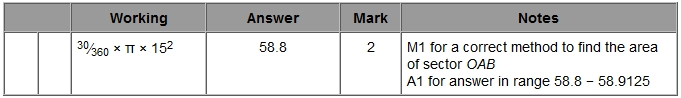 Working Answer Mark Notes
30/360 × π × 15² 58.8 2 M1 for a correct method to find the area
of sector OAB
A1 for answer in range 58.8 – 58.9125